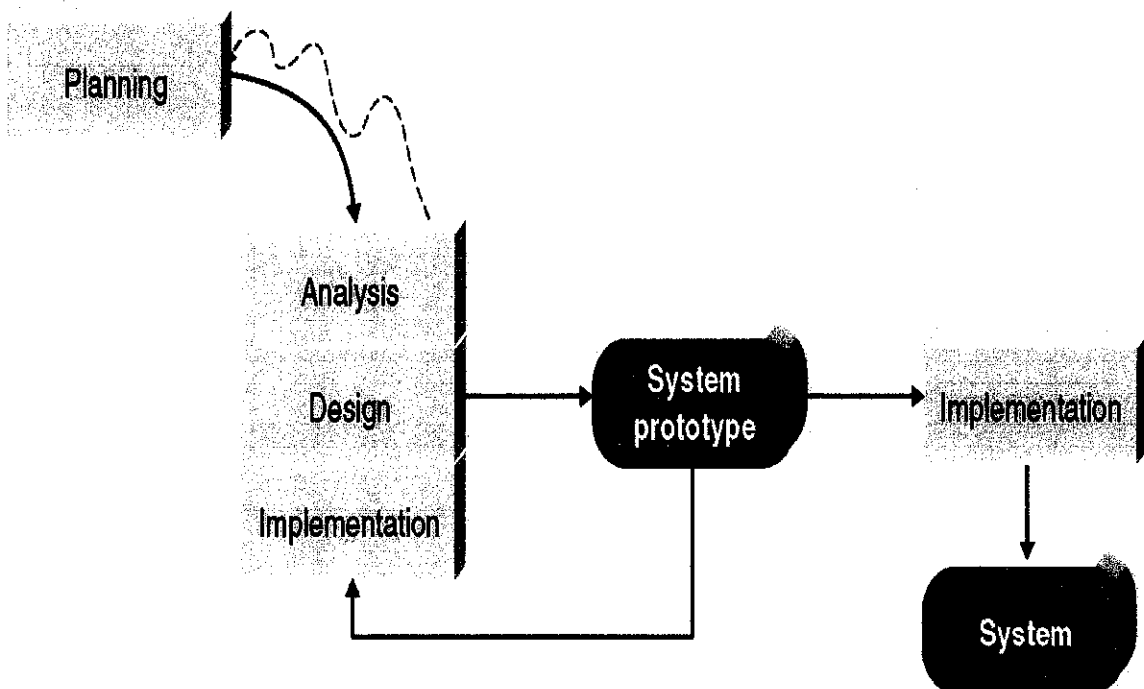 Planning
Analysis
Design
Implementation
System
prototype
Implementation
System